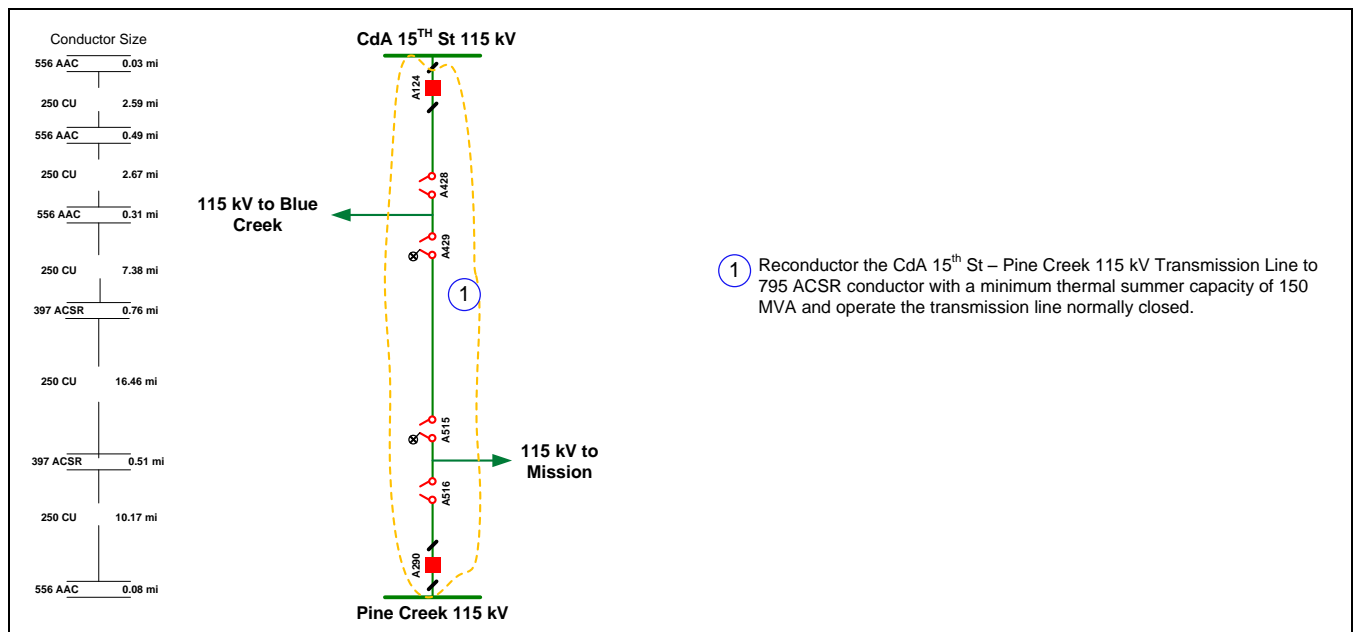 Conductor Size
556 AAC 0.03 mi
250 CU 2.59 mi
556 AAC 0.49 mi
250 CU 2.67 mi
556 AAC 0.31 mi
250 CU 7.38 mi
397 ACSR 0.76 mi
250 CU 16.46 mi
397 ACSR 0.51 mi
250 CU 10.17 mi
556 AAC 0.08 mi
CdA 15TH St 115 kV
A124
A428
115 kV to Blue
Creek
A429
1
A515
115 kV to
Mission
A516
A290
Pine Creek 115 kV
1 Reconductor the CdA 15th St – Pine Creek 115 kV Transmission Line to
795 ACSR conductor with a minimum thermal summer capacity of 150
MVA and operate the transmission line normally closed.